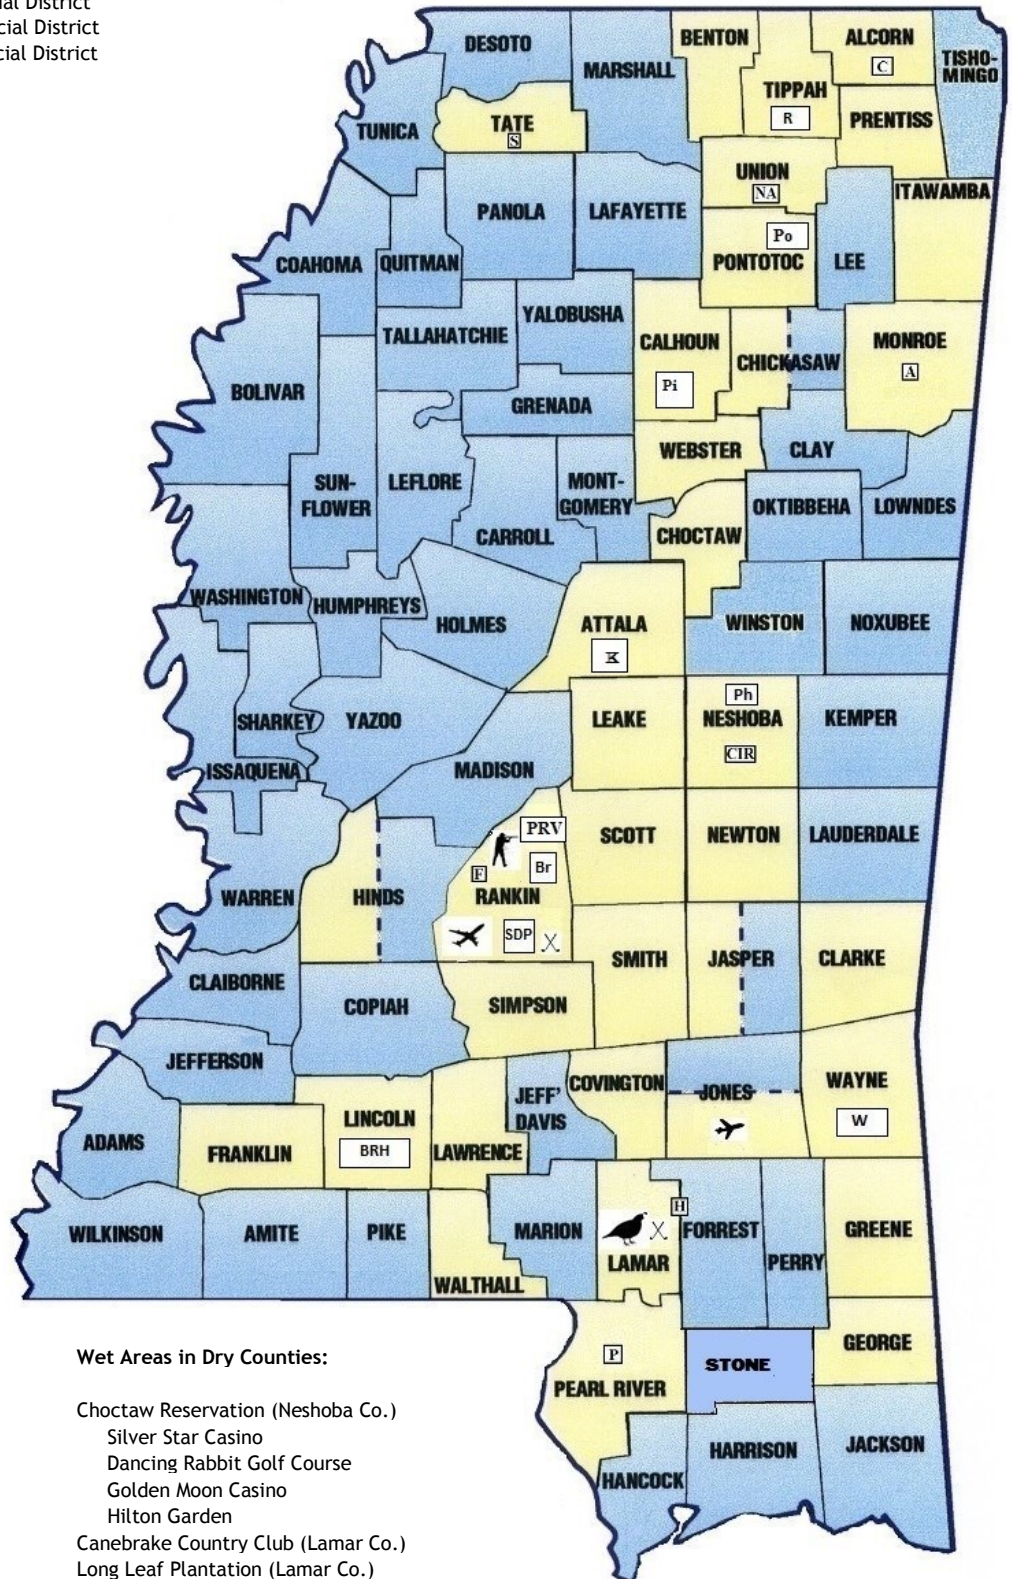 ial District
cial District
cial District
DESOTO
MARSHALL
BENTON
ALCORN
C
TISHO-
MINGO
TIPPAH
R
TUNICA
TATE
S
PRENTISS
UNION
NA
ITAWAMBA
PANOLA
LAFAYETTE
Po
PONTOTOC
LEE
COAHOMA
QUITMAN
TALLAHATCHIE
YALOBUSHA
CALHOUN
Pi
CHICKASAW
MONROE
A
BOLIVAR
GRENADA
WEBSTER
CLAY
SUN-
FLOWER
LEFLORE
MONT-
GOMERY
OKTIBBEHA
LOWNDES
CARROLL
CHOCTAW
WASHINGTON
HUMPHREYS
HOLMES
ATTALA
K
WINSTON
NOXUBEE
Ph
SHARKEY
YAZOO
LEAKE
NESHOBA
KEMPER
CIR
ISSAQUENA
MADISON
PRV
SCOTT
NEWTON
LAUDERDALE
F
Br
WARREN
HINDS
RANKIN
SDP
CLAIBORNE
SMITH
JASPER
CLARKE
COPIAH
SIMPSON
JEFFERSON
COVINGTON
JONES
WAYNE
W
JEFF'
DAVIS
ADAMS
FRANKLIN
LINCOLN
BRH
LAWRENCE
WILKINSON
AMITE
PIKE
MARION
H
FORREST
GREENE
LAMAR
PERRY
WALTHALL
P
PEARL RIVER
STONE
GEORGE
HANCOCK
HARRISON
JACKSON
Wet Areas in Dry Counties:
Choctaw Reservation (Neshoba Co.)
Silver Star Casino
Dancing Rabbit Golf Course
Golden Moon Casino
Hilton Garden
Canebrake Country Club (Lamar Co.)
Long Leaf Plantation (Lamar Co.)